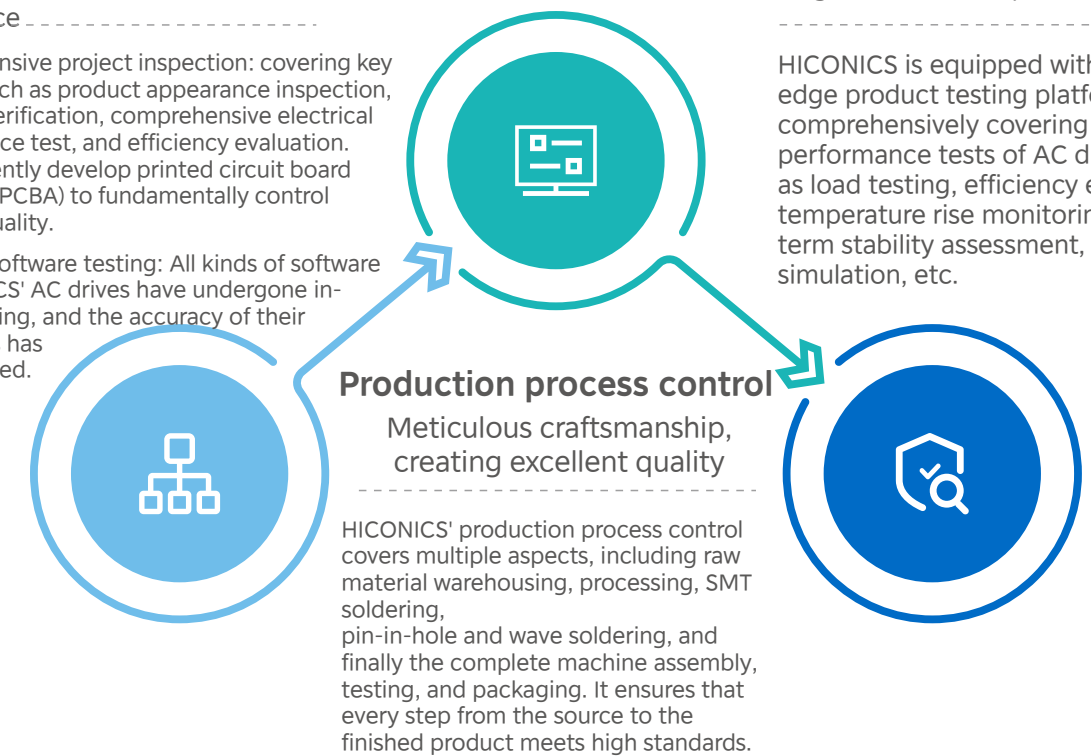 ce
nsive project inspection: covering key
ch as product appearance inspection,
erification, comprehensive electrical
ce test, and efficiency evaluation.
ently develop printed circuit board
PCBA) to fundamentally control
uality.
oftware testing: All kinds of software
CS' AC drives have undergone in-
ing, and the accuracy of their
s has
ed.
Production process control
Meticulous craftsmanship,
creating excellent quality
HICONICS' production process control
covers multiple aspects, including raw
material warehousing, processing, SMT
soldering,
pin-in-hole and wave soldering, and
finally the complete machine assembly,
testing, and packaging. It ensures that
every step from the source to the
finished product meets high standards.
HICONICS is equipped with
edge product testing platfo
comprehensively covering
performance tests of AC d
as load testing, efficiency e
temperature rise monitorin
term stability assessment,
simulation, etc.